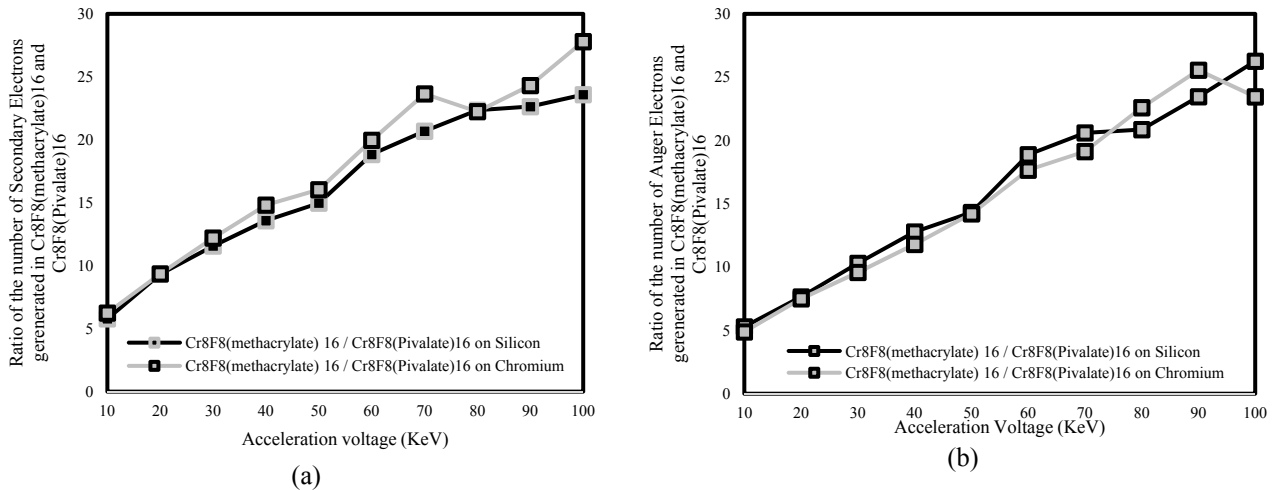 Ratio of the number of Secondary Electrons
gerenerated in Cr8F8(methacrylate)16 and
Cr8F8(Pivalate)16
30
25
20
15
10
5
0
Cr8F8(methacrylate) 16 / Cr8F8(Pivalate)16 on Silicon
Cr8F8(methacrylate) 16 / Cr8F8(Pivalate)16 on Chromium
10 20 30 40 50 60 70 80 90 100
Acceleration voltage (KeV)
(a)
Ratio of the number of Auger Electrons
gerenerated in Cr8F8(methacrylate)16 and
Cr8F8(Pivalate)16
30
25
20
15
10
5
0
Cr8F8(methacrylate) 16 / Cr8F8(Pivalate)16 on Silicon
Cr8F8(methacrylate) 16 / Cr8F8(Pivalate)16 on Chromium
10 20 30 40 50 60 70 80 90 100
Acceleration Voltage (KeV)
(b)